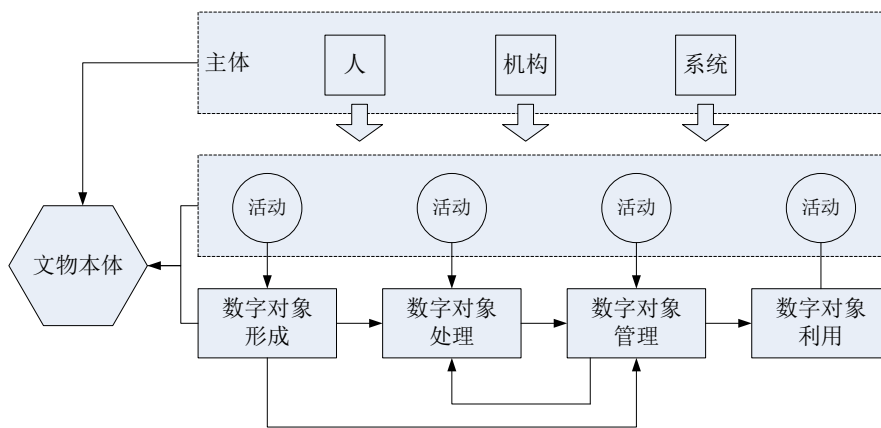 主体
人
机构
系统
活动
活动
活动
活动
文物本体
数字对象
形成
数字对象
处理
数字对象
管理
数字对象
利用